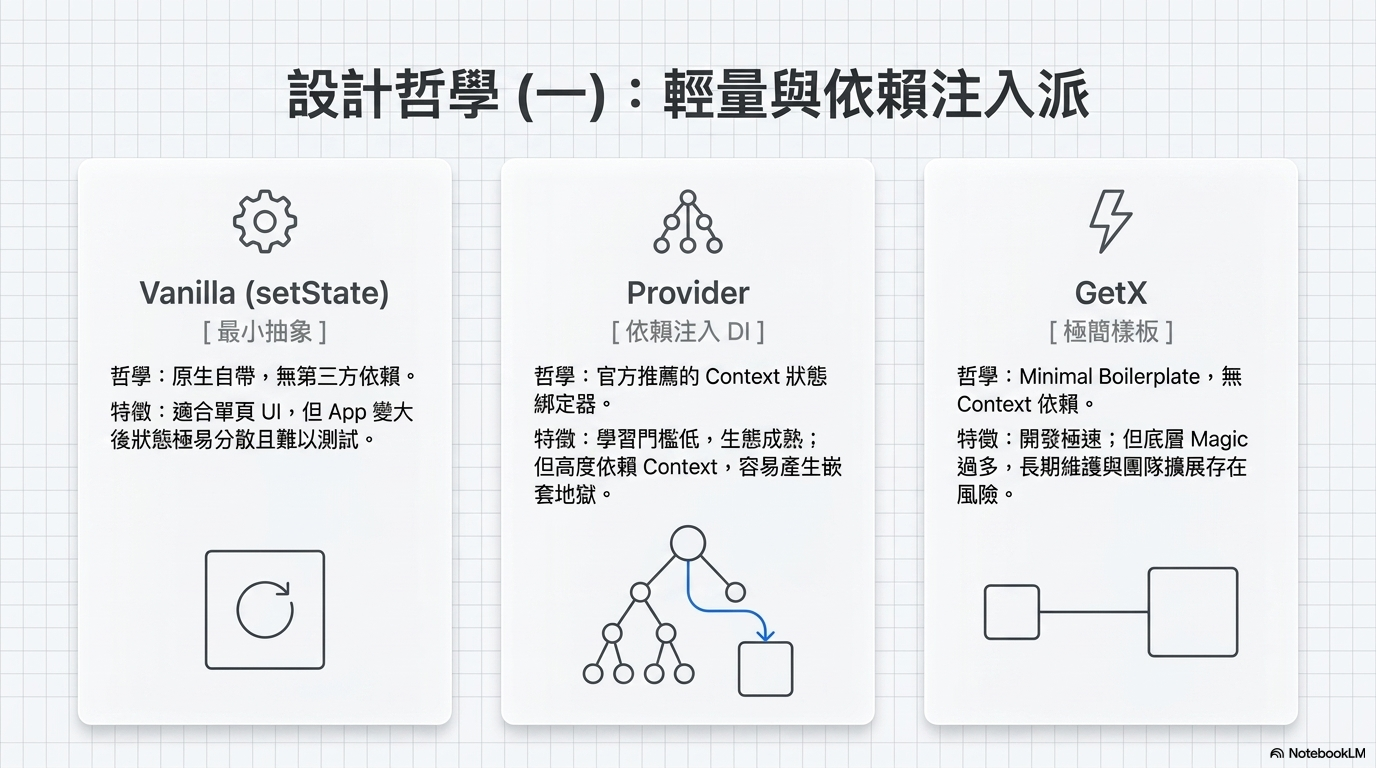 設計哲學 (一)：輕量與依賴注入派
Vanilla (setState)
[ 最小抽象 ]
哲學：原生自帶，無第三方依賴。
特徵：適合單頁 UI，但 App 變大
後狀態極易分散且難以測試。
Provider
[ 依賴注入 DI ]
哲學：官方推薦的 Context 狀態
綁定器。
特徵：學習門檻低，生態成熟；
但高度依賴 Context，容易產生嵌
套地獄。
GetX
[ 極簡樣板 ]
哲學：Minimal Boilerplate，無
Context 依賴。
特徵：開發極速；但底層 Magic
過多，長期維護與團隊擴展存在
風險。
NotebookLM